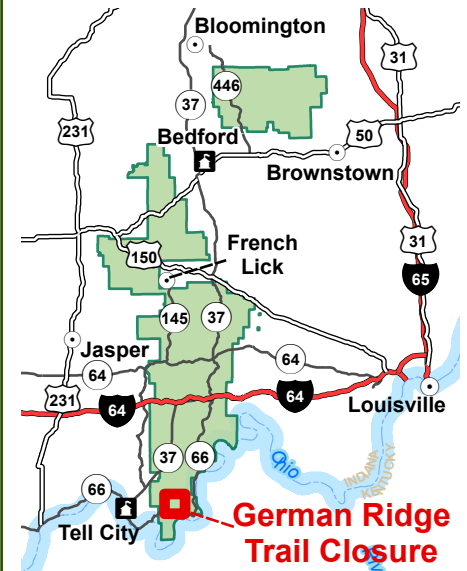 Bloomington
31
446
37
231
50
Bedford
Brownstown
31
150
French
Lick
65
145
37
Jasper
64
64
231
64
64
Louisville
Ohio
INDIANA
KENTUCKY
37
66
66
Tell City
German Ridge
Trail Closure